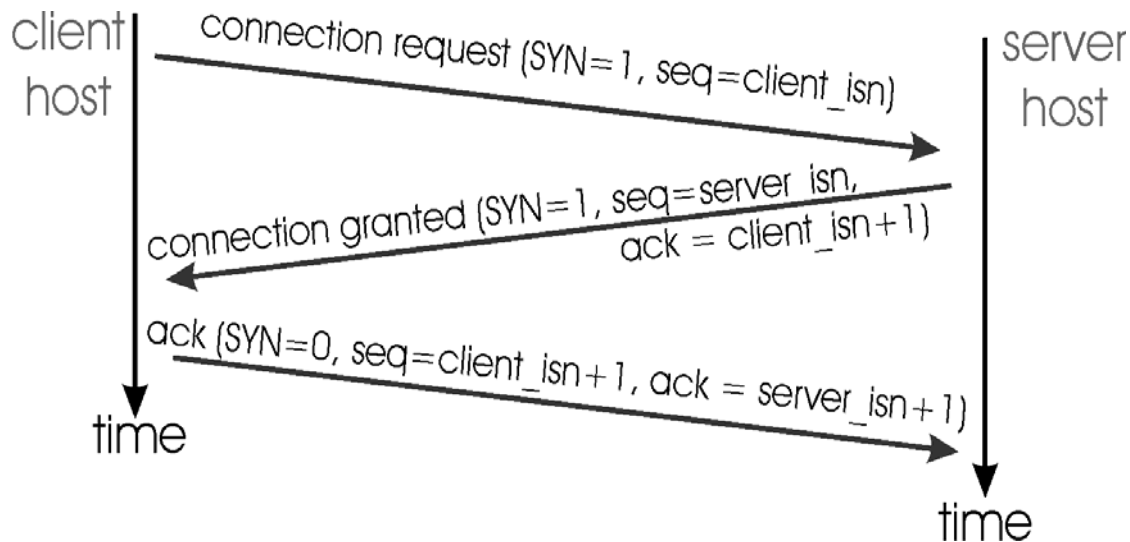 client
host
connection request (SYN=1, seq=client_isn)
server
host
connection granted (SYN=1, seq=server_isn,
ack = client_isn+1)
ack (SYN=0, seq=client_isn+1, ack = server_isn+1)
time
time